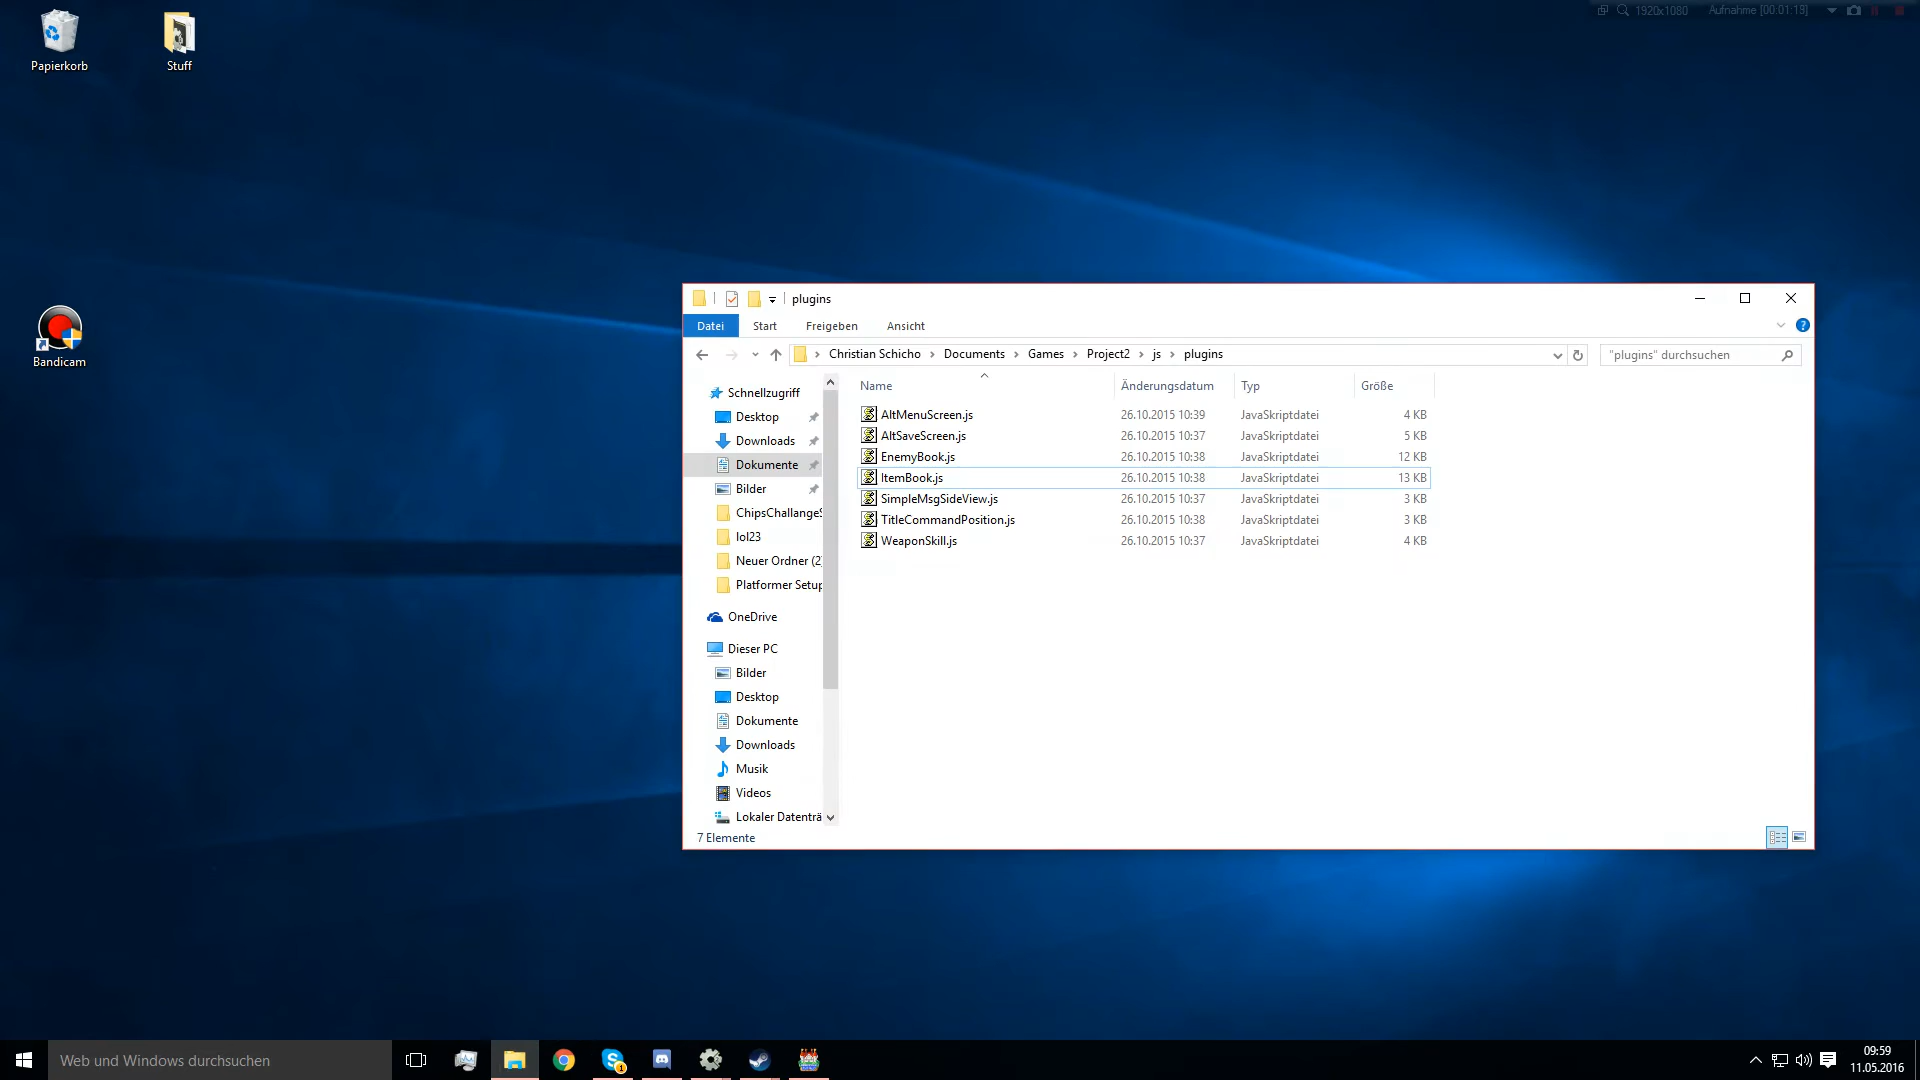 1920x1080 Aufnahme [00:01:13]
Papierkorb
Stuff
Bandicam
plugins
Datei Start Freigeben Ansicht
Christian Schicho Documents Games Project2 js plugins
"plugins" durchsuchen
Schnellzugriff
Desktop
Downloads
Dokumente
Bilder
ChipsChallangeS
lol23
Neuer Ordner (2)
Platformer Setup
OneDrive
Dieser PC
Bilder
Desktop
Dokumente
Downloads
Musik
Videos
Lokaler Datenträ
Name Änderungsdatum Typ Größe
AltMenuScreen.js 26.10.2015 10:39 JavaSkriptdatei 4 KB
AltSaveScreen.js 26.10.2015 10:37 JavaSkriptdatei 5 KB
EnemyBook.js 26.10.2015 10:38 JavaSkriptdatei 12 KB
ItemBook.js 26.10.2015 10:38 JavaSkriptdatei 13 KB
SimpleMsgSideView.js 26.10.2015 10:37 JavaSkriptdatei 3 KB
TitleCommandPosition.js 26.10.2015 10:38 JavaSkriptdatei 3 KB
WeaponSkill.js 26.10.2015 10:37 JavaSkriptdatei 4 KB
7 Elemente
Web und Windows durchsuchen
09:59
11.05.2016